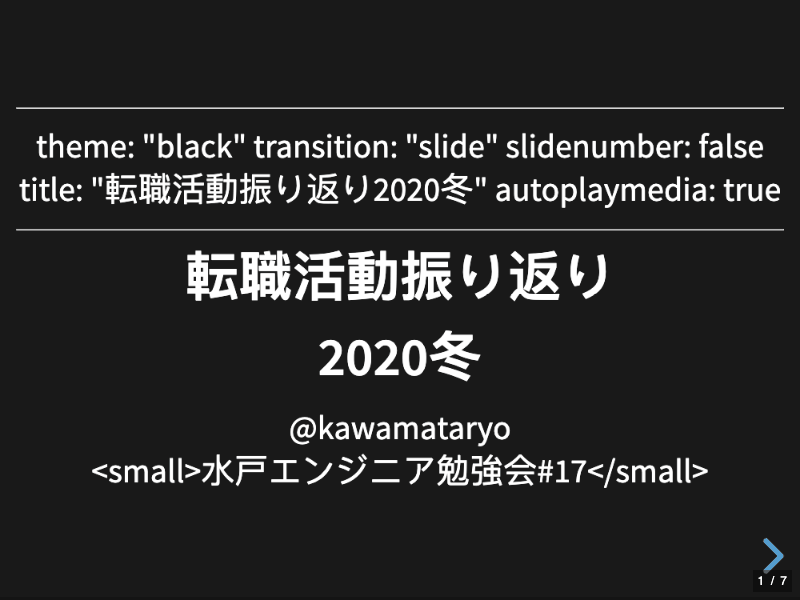 theme: "black" transition: "slide" slidenumber: false
title: "転職活動振り返り2020冬" autoplaymedia: true
転職活動振り返り
2020冬
@kawamataryo
<small>水戸エンジニア勉強会#17</small>
1 / 7